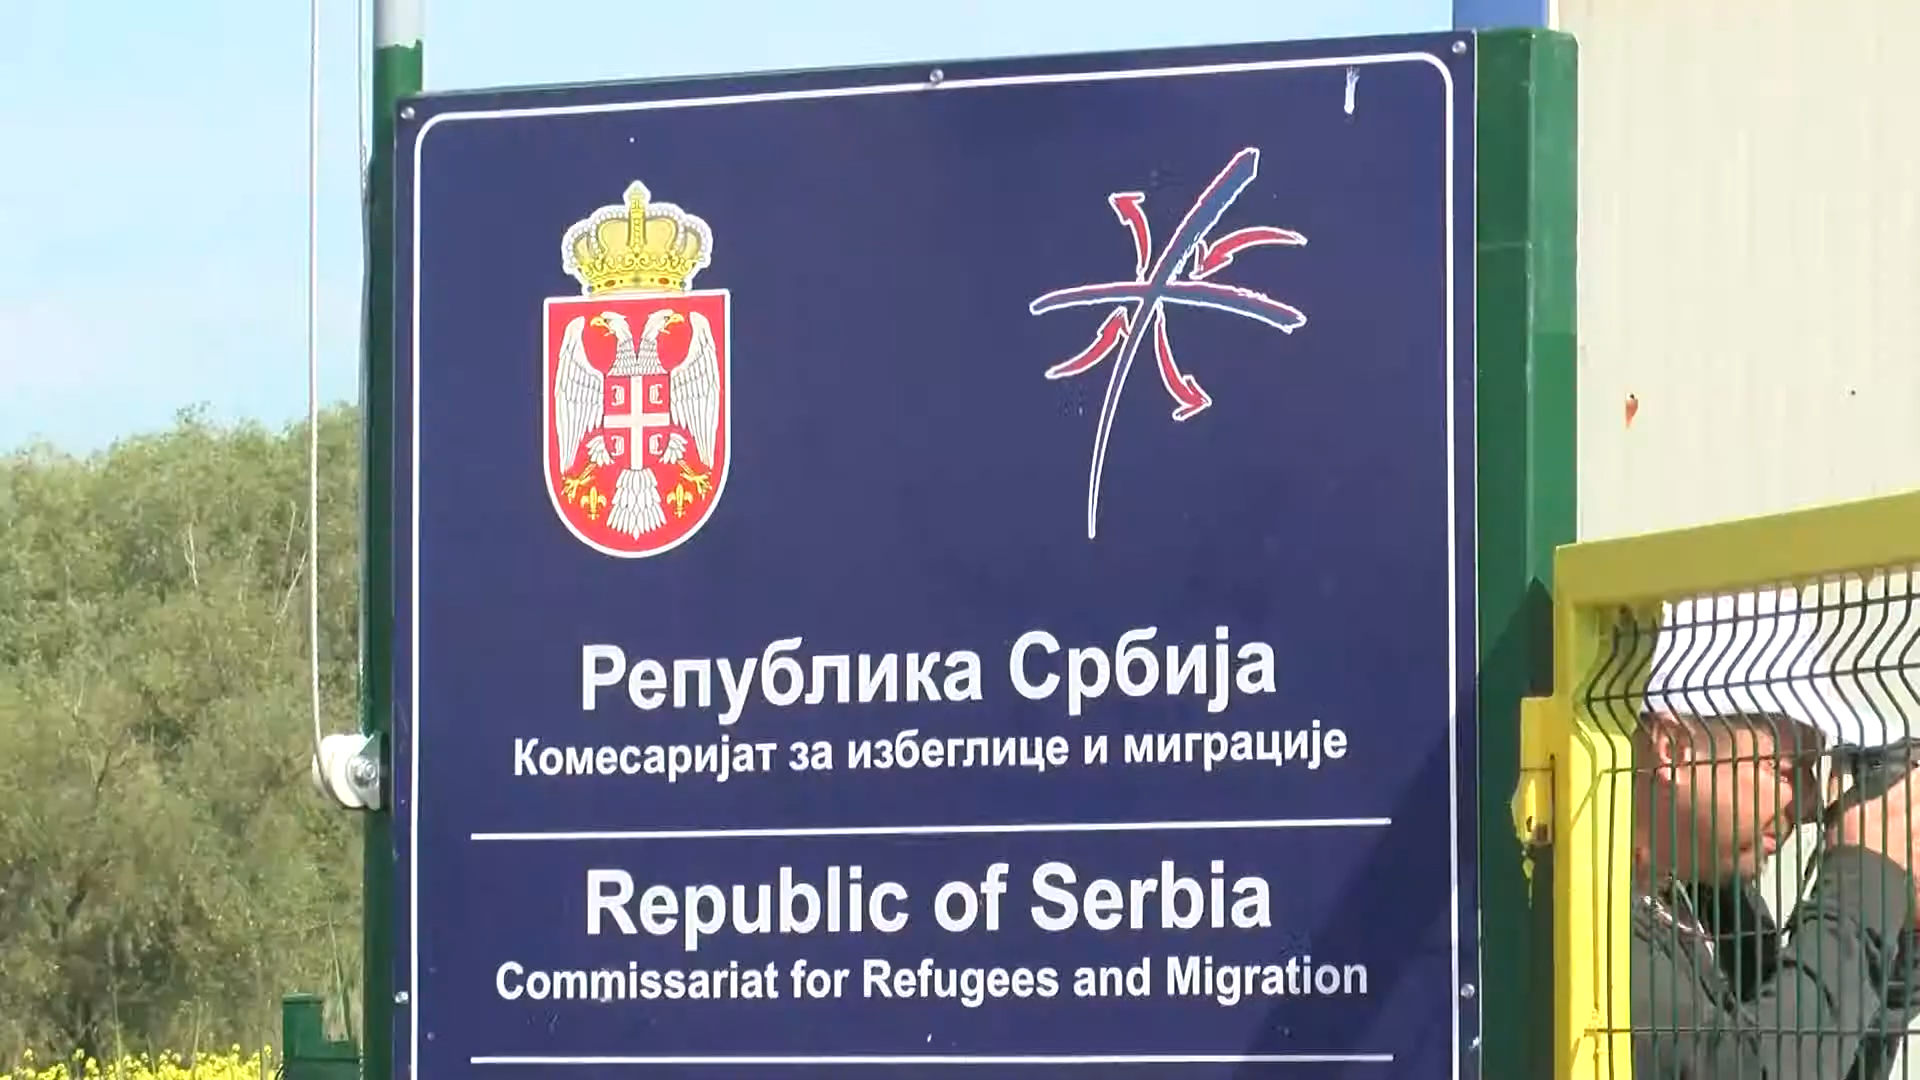 Република Србија
Комесаријат за избеглице и миграције
Republic of Serbia
Commissariat for Refugees and Migration